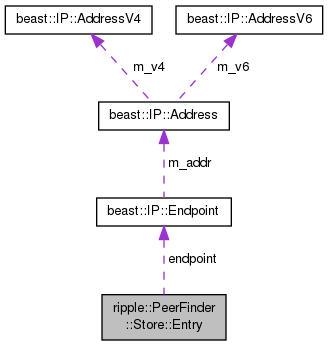 beast::IP::AddressV4
beast::IP::AddressV6
m_v4
m_v6
beast::IP::Address
m_addr
beast::IP::Endpoint
endpoint
ripple::PeerFinder
::Store::Entry